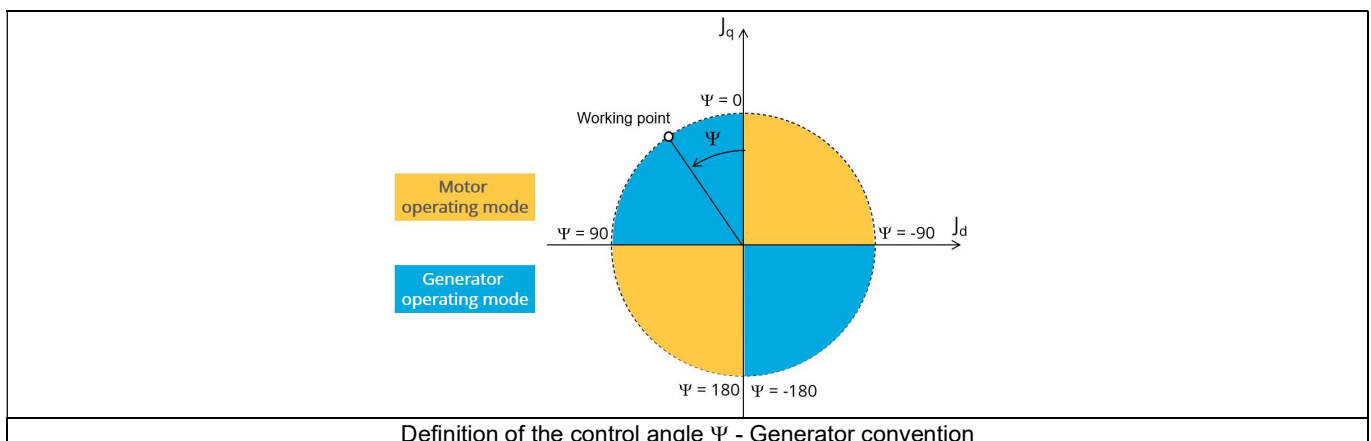 Jq
Ψ = 0
Working point
Ψ
Motor
operating mode
Ψ = 90
Ψ = -90
Jd
Generator
operating mode
Ψ = 180
Ψ = -180
Definition of the control angle Ψ - Generator convention